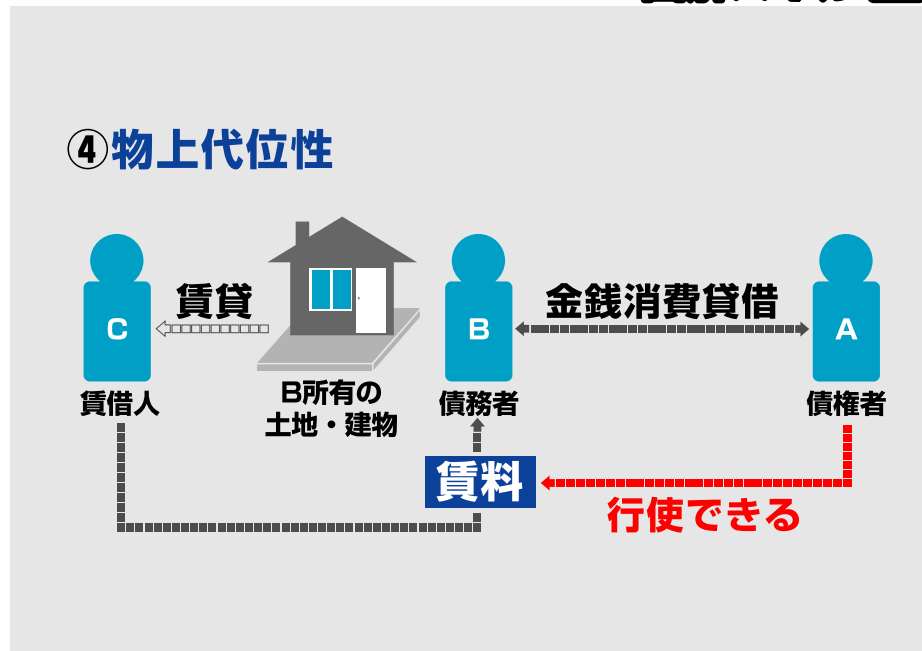 ④物上代位性
賃貸
金銭消費貸借
C
B
A
賃借人
B所有の
土地・建物
債務者
債権者
賃料
行使できる